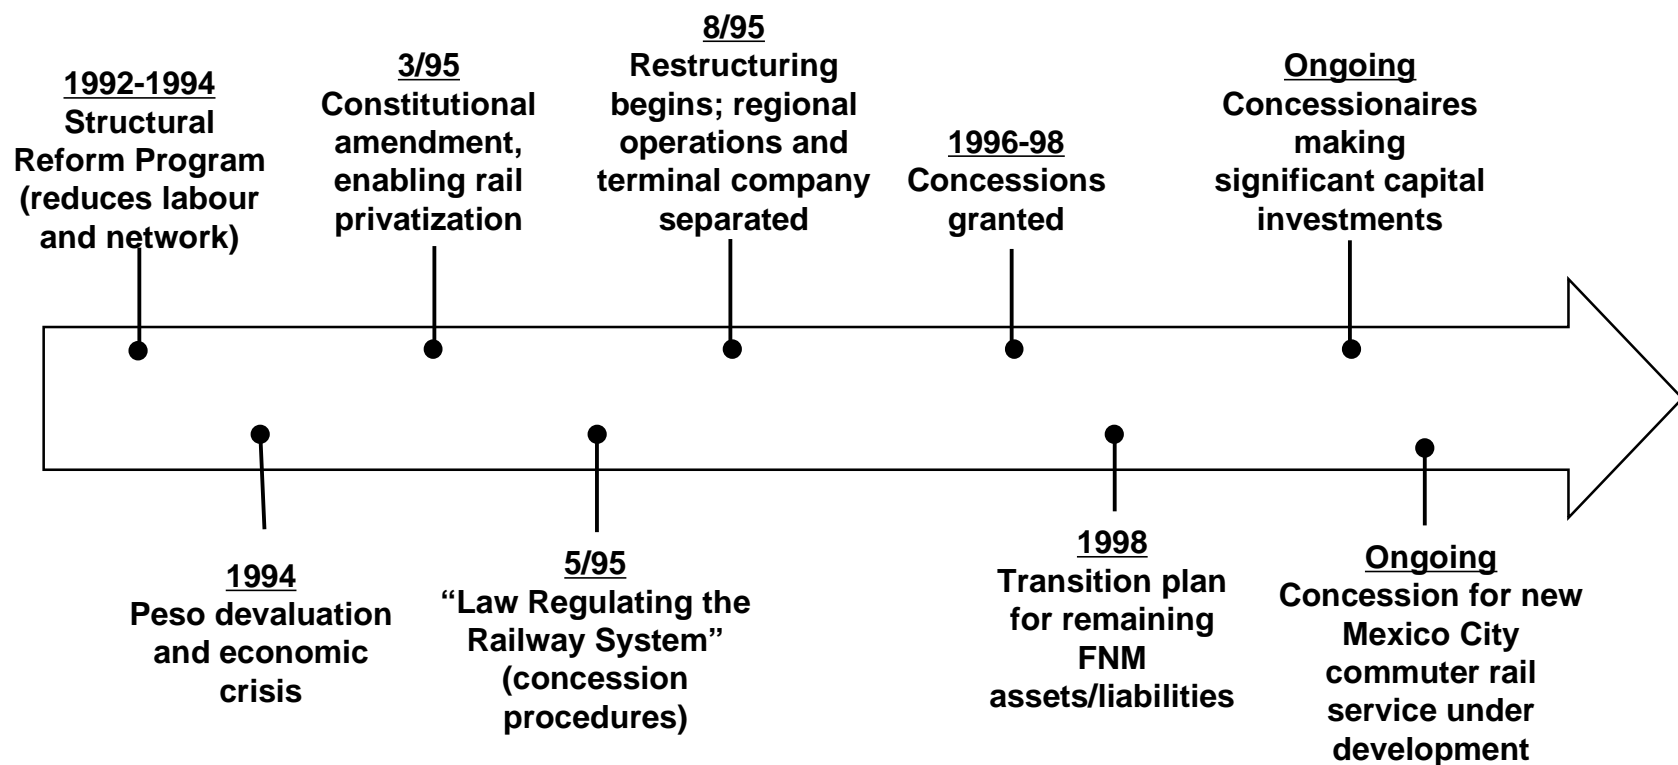 1992-1994
Structural
Reform Program
(reduces labour
and network)
3/95
Constitutional
amendment,
enabling rail
privatization
8/95
Restructuring
begins; regional
operations and
terminal company
separated
1996-98
Concessions
granted
Ongoing
Concessionaires
making
significant capital
investments
1994
Peso devaluation
and economic
crisis
5/95
“Law Regulating the
Railway System”
(concession
procedures)
1998
Transition plan
for remaining
FNM
assets/liabilities
Ongoing
Concession for new
Mexico City
commuter rail
service under
development